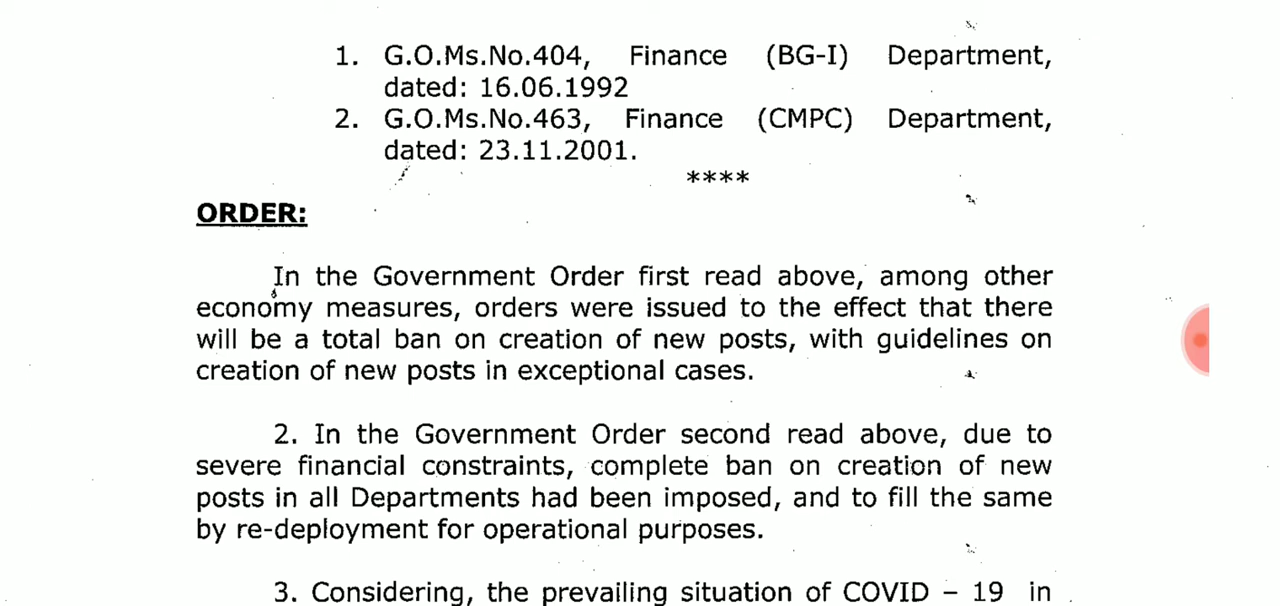 1. G.O.Ms.No.404, Finance (BG-I) Department,
dated: 16.06.1992
2. G.O.Ms.No.463, Finance (CMPC) Department,
dated: 23.11.2001.
****
ORDER:
In the Government Order first read above, among other
economy measures, orders were issued to the effect that there
will be a total ban on creation of new posts, with guidelines on
creation of new posts in exceptional cases.
2. In the Government Order second read above, due to
severe financial constraints, complete ban on creation of new
posts in all Departments had been imposed, and to fill the same
by re-deployment for operational purposes.
3. Considering, the prevailing situation of COVID – 19 in